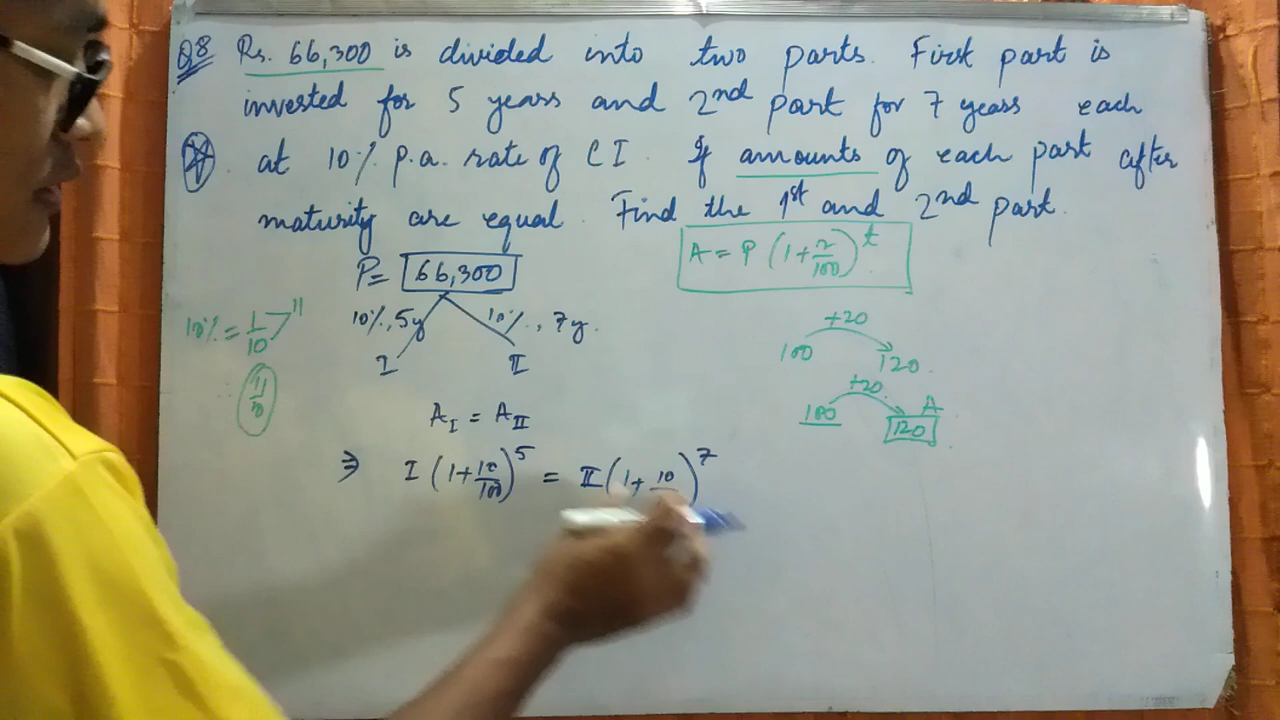 Q8 Rs. 66,300 is divided into two parts. First part is
invested for 5 years and 2nd part for 7 years each
at 10% p.a. rate of CI. If amounts of each part after
maturity are equal. Find the 1st and 2nd part.
P= 66,300
A = P (1+r/100)^t
10% = 1/10 11
11/10
10%, 5y
10%, 7y.
I II
+20
100 120
+20
100 120 A
A_I = A_II
⇒ I (1+10/100)^5 = II (1+10/
)^7